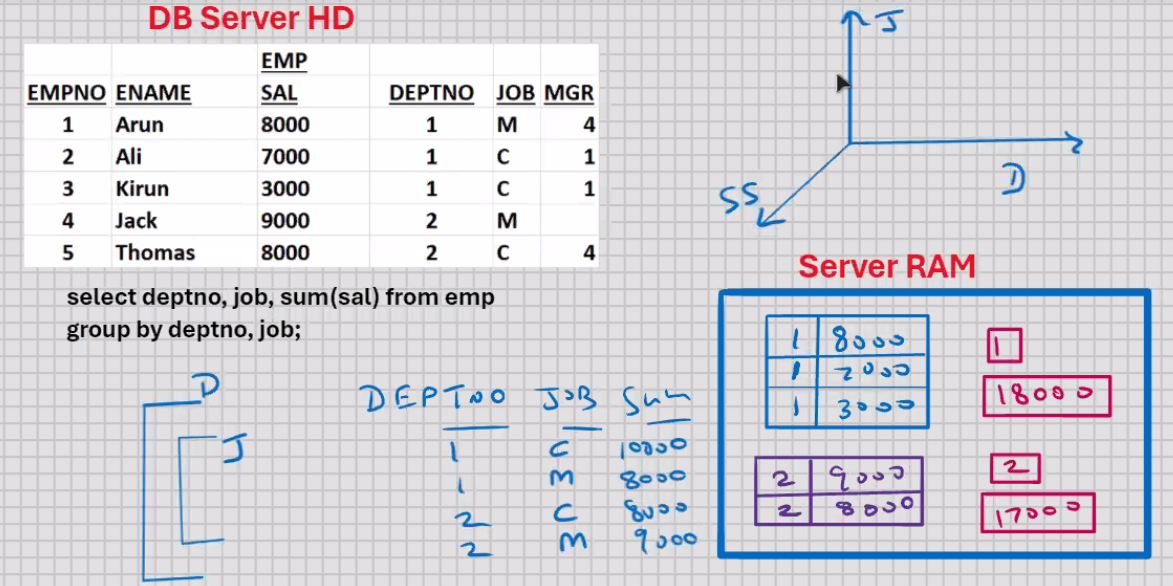 DB Server HD
EMP
EMPNO ENAME SAL DEPTNO JOB MGR
1 Arun 8000 1 M 4
2 Ali 7000 1 C 1
3 Kirun 3000 1 C 1
4 Jack 9000 2 M
5 Thomas 8000 2 C 4
select deptno, job, sum(sal) from emp
group by deptno, job;
J
D
SS
Server RAM
1 8000
1 7000
1 3000
1
18000
2 9000
2 8000
2
17000
D
J
DEPTNO JOB Sum
1 C 10000
1 M 8000
2 C 8000
2 M 9000